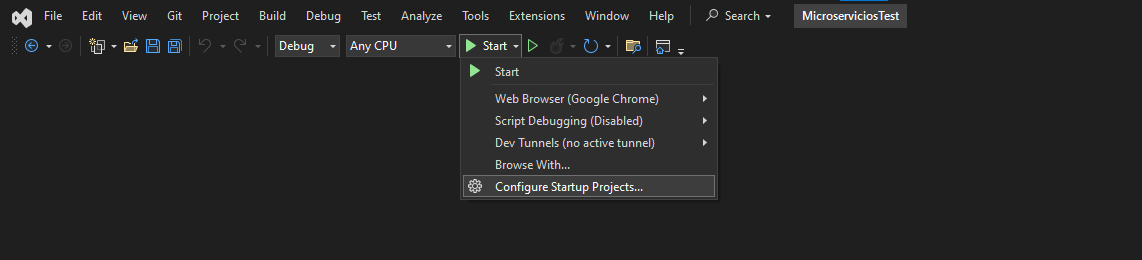 File Edit View Git Project Build Debug Test Analyze Tools Extensions Window Help Search MicroserviciosTest
Debug Any CPU Start
Start
Web Browser (Google Chrome)
Script Debugging (Disabled)
Dev Tunnels (no active tunnel)
Browse With...
Configure Startup Projects...